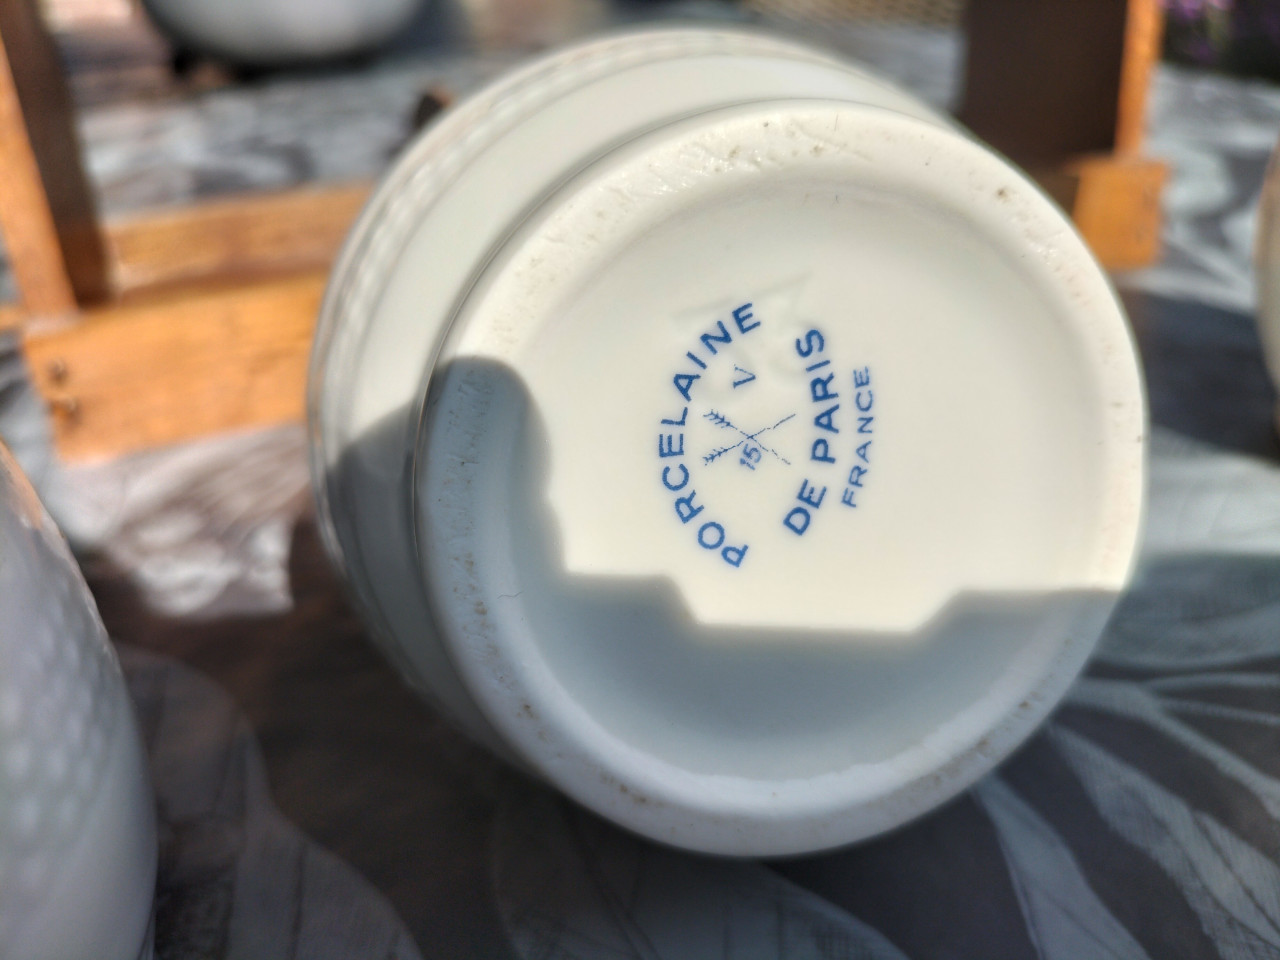 PORCELAINE
V
15
DE PARIS
FRANCE